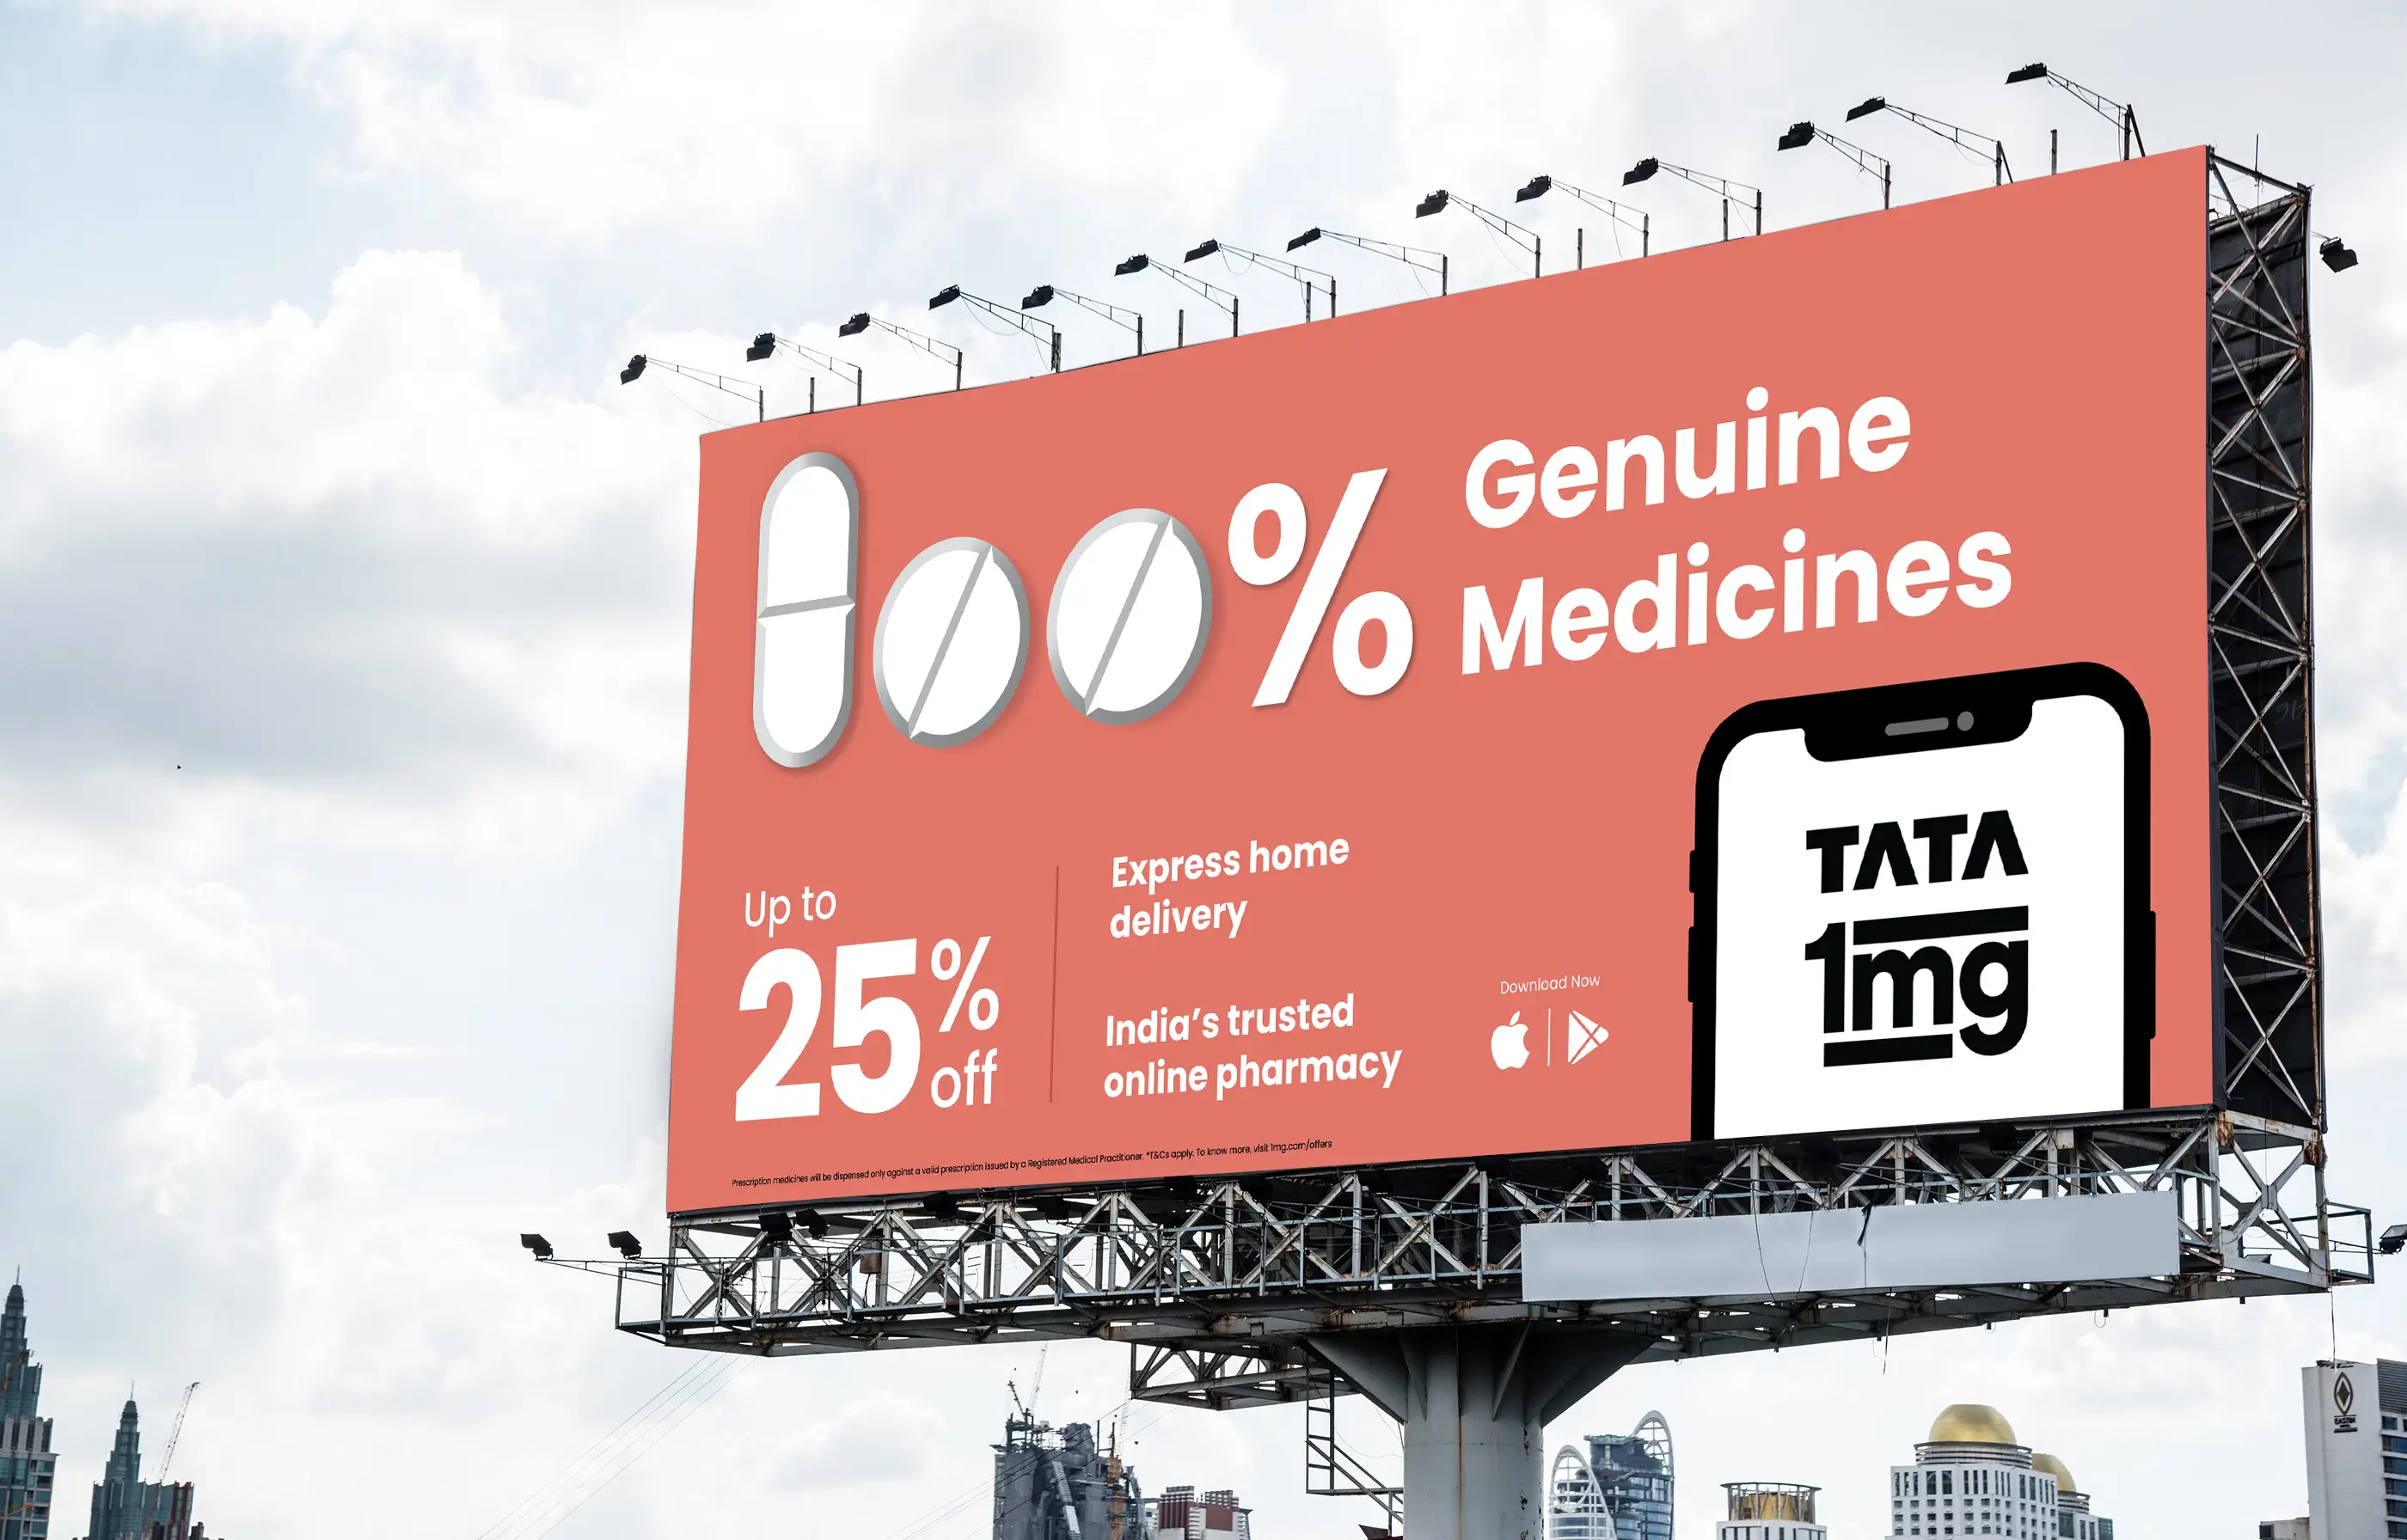 100% Genuine
Medicines
Up to
25%
off
Express home
delivery
India's trusted
online pharmacy
Download Now
TATA
1mg
Prescription medicines will be dispensed only against a valid prescription issued by a Registered Medical Practitioner. *T&Cs apply. To know more, visit 1mg.com/offers
EASTIN